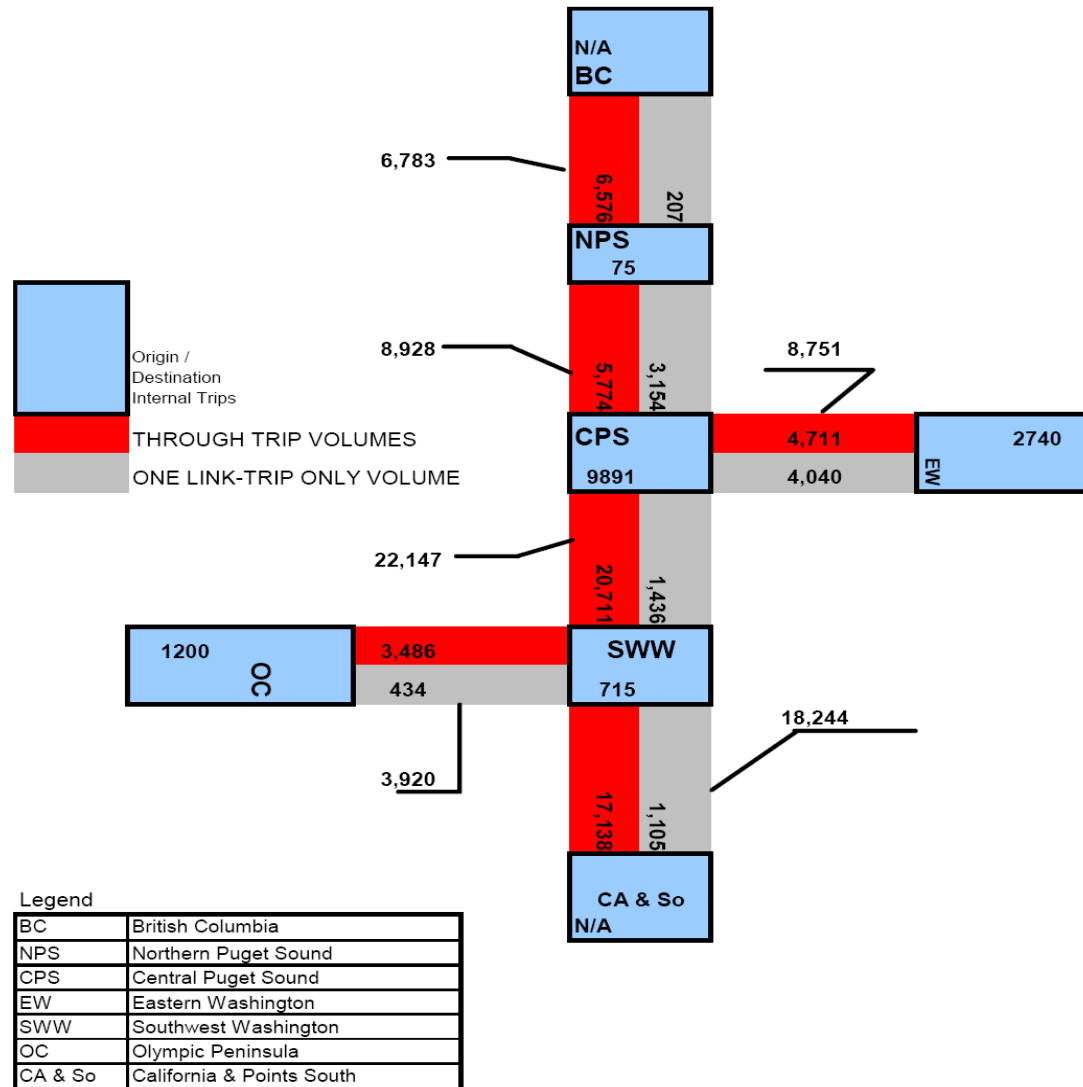 N/A
BC
6,783
6,576
207
NPS
75
Origin /
Destination
Internal Trips
8,928
5,774
3,154
8,751
THROUGH TRIP VOLUMES
ONE LINK-TRIP ONLY VOLUME
CPS
9891
4,711
4,040
2740
EW
22,147
20,711
1,436
1200
OC
3,486
434
SWW
715
3,920
18,244
17,138
1,105
CA & So
N/A
Legend
BC British Columbia
NPS Northern Puget Sound
CPS Central Puget Sound
EW Eastern Washington
SWW Southwest Washington
OC Olympic Peninsula
CA & So California & Points South